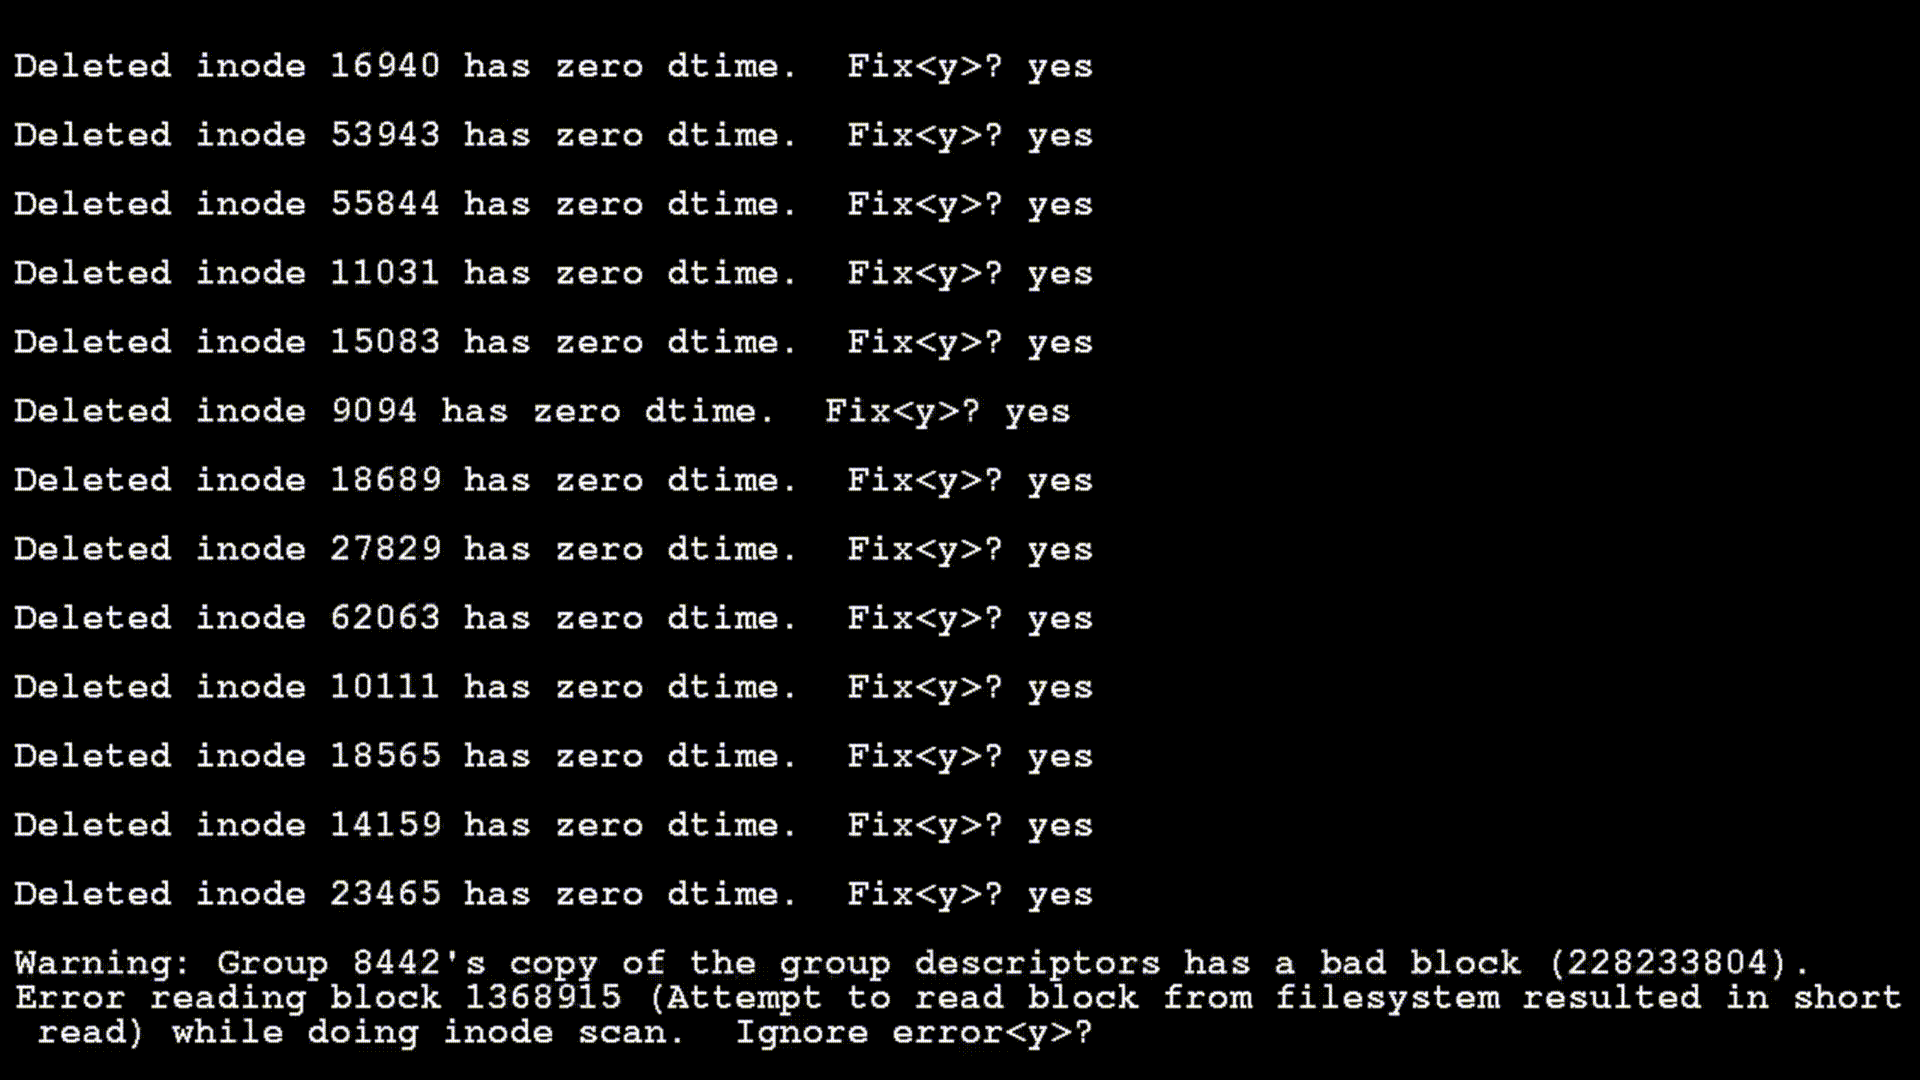 Deleted inode 16940 has zero dtime.  Fix<y>? yes
Deleted inode 53943 has zero dtime.  Fix<y>? yes
Deleted inode 55844 has zero dtime.  Fix<y>? yes
Deleted inode 11031 has zero dtime.  Fix<y>? yes
Deleted inode 15083 has zero dtime.  Fix<y>? yes
Deleted inode 9094 has zero dtime.  Fix<y>? yes
Deleted inode 18689 has zero dtime.  Fix<y>? yes
Deleted inode 27829 has zero dtime.  Fix<y>? yes
Deleted inode 62063 has zero dtime.  Fix<y>? yes
Deleted inode 10111 has zero dtime.  Fix<y>? yes
Deleted inode 18565 has zero dtime.  Fix<y>? yes
Deleted inode 14159 has zero dtime.  Fix<y>? yes
Deleted inode 23465 has zero dtime.  Fix<y>? yes
Warning: Group 8442's copy of the group descriptors has a bad block (228233804).
Error reading block 1368915 (Attempt to read block from filesystem resulted in short
read) while doing inode scan.  Ignore error<y>?